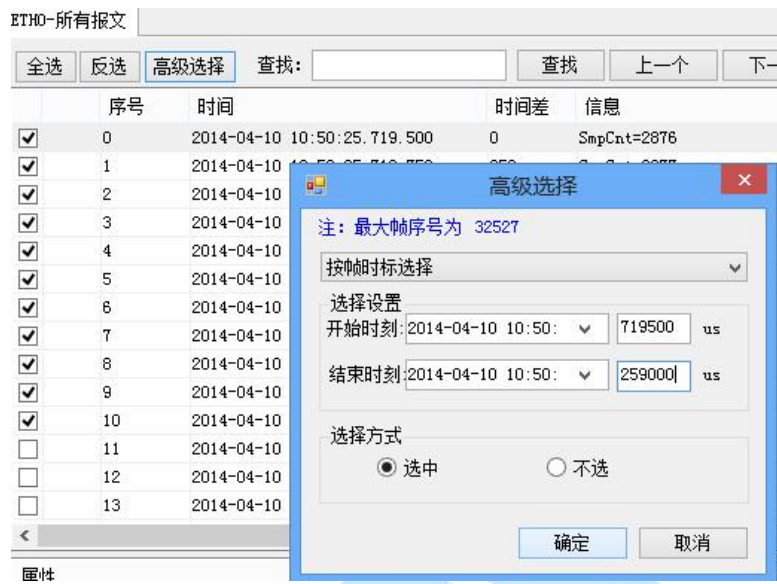 ETHO-所有报文
全选 反选 高级选择 查找: 查找 上一个 下一
序号 时间 时间差 信息
0 2014-04-10 10:50:25.719.500 0 SmpCnt=2876
1 2014-04-10
2 2014-04-10
3 2014-04-10
4 2014-04-10
5 2014-04-10
6 2014-04-10
7 2014-04-10
8 2014-04-10
9 2014-04-10
10 2014-04-10
11 2014-04-10
12 2014-04-10
13 2014-04-10
属性
高级选择
注: 最大帧序号为 32527
按帧时标选择
选择设置
开始时刻: 2014-04-10 10:50: 719500 us
结束时刻: 2014-04-10 10:50: 259000 us
选择方式
选中 不选
确定 取消